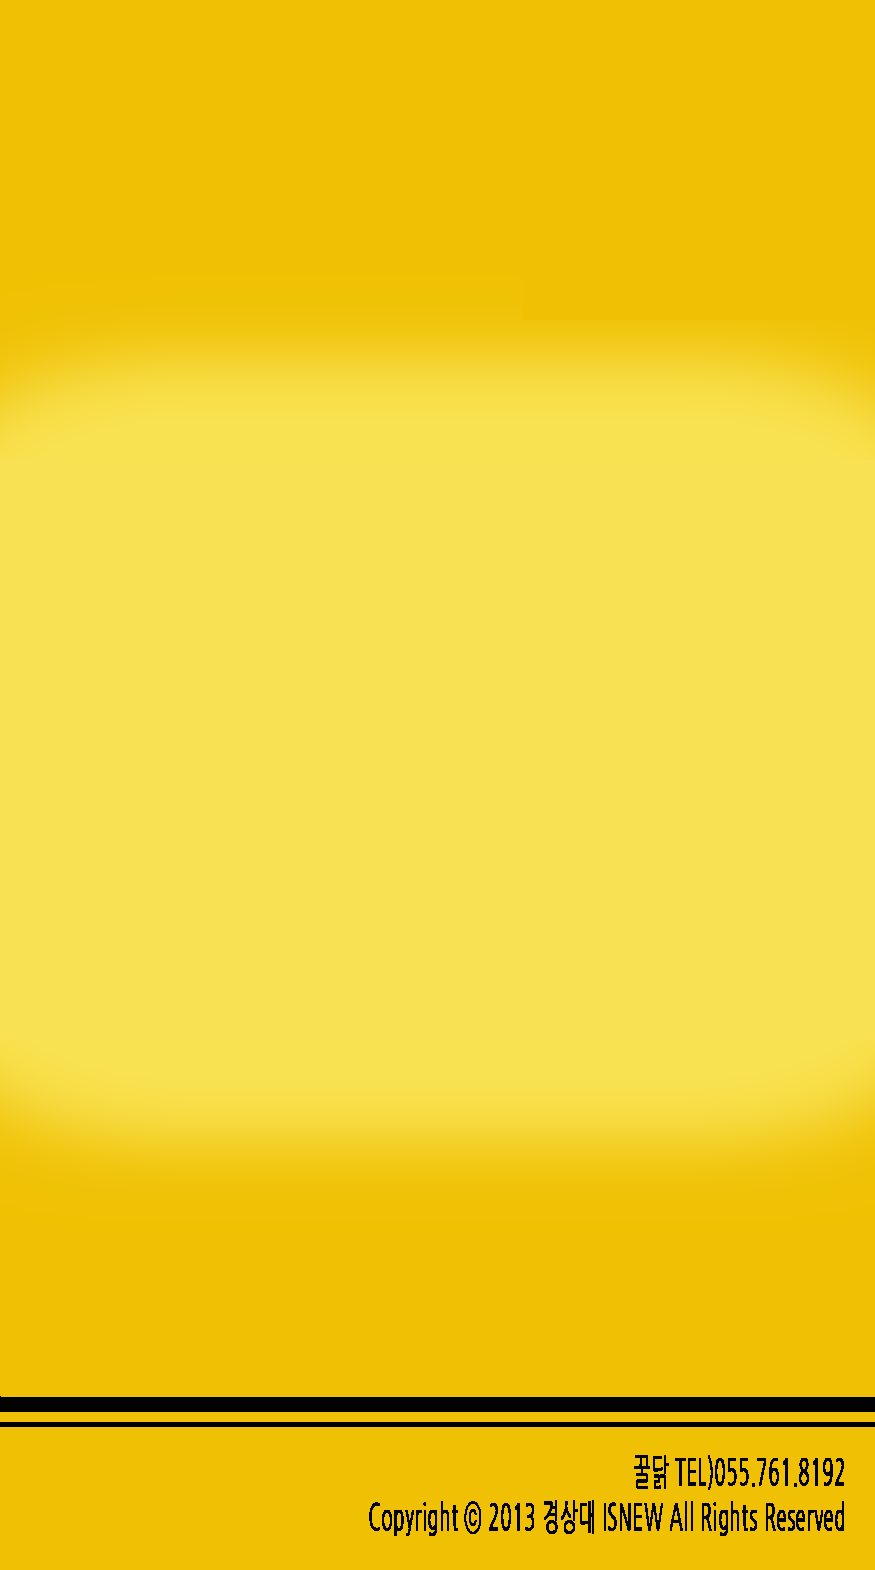 꿀닭 TEL)055.761.8192
Copyright © 2013 경상대 ISNEW All Rights Reserved